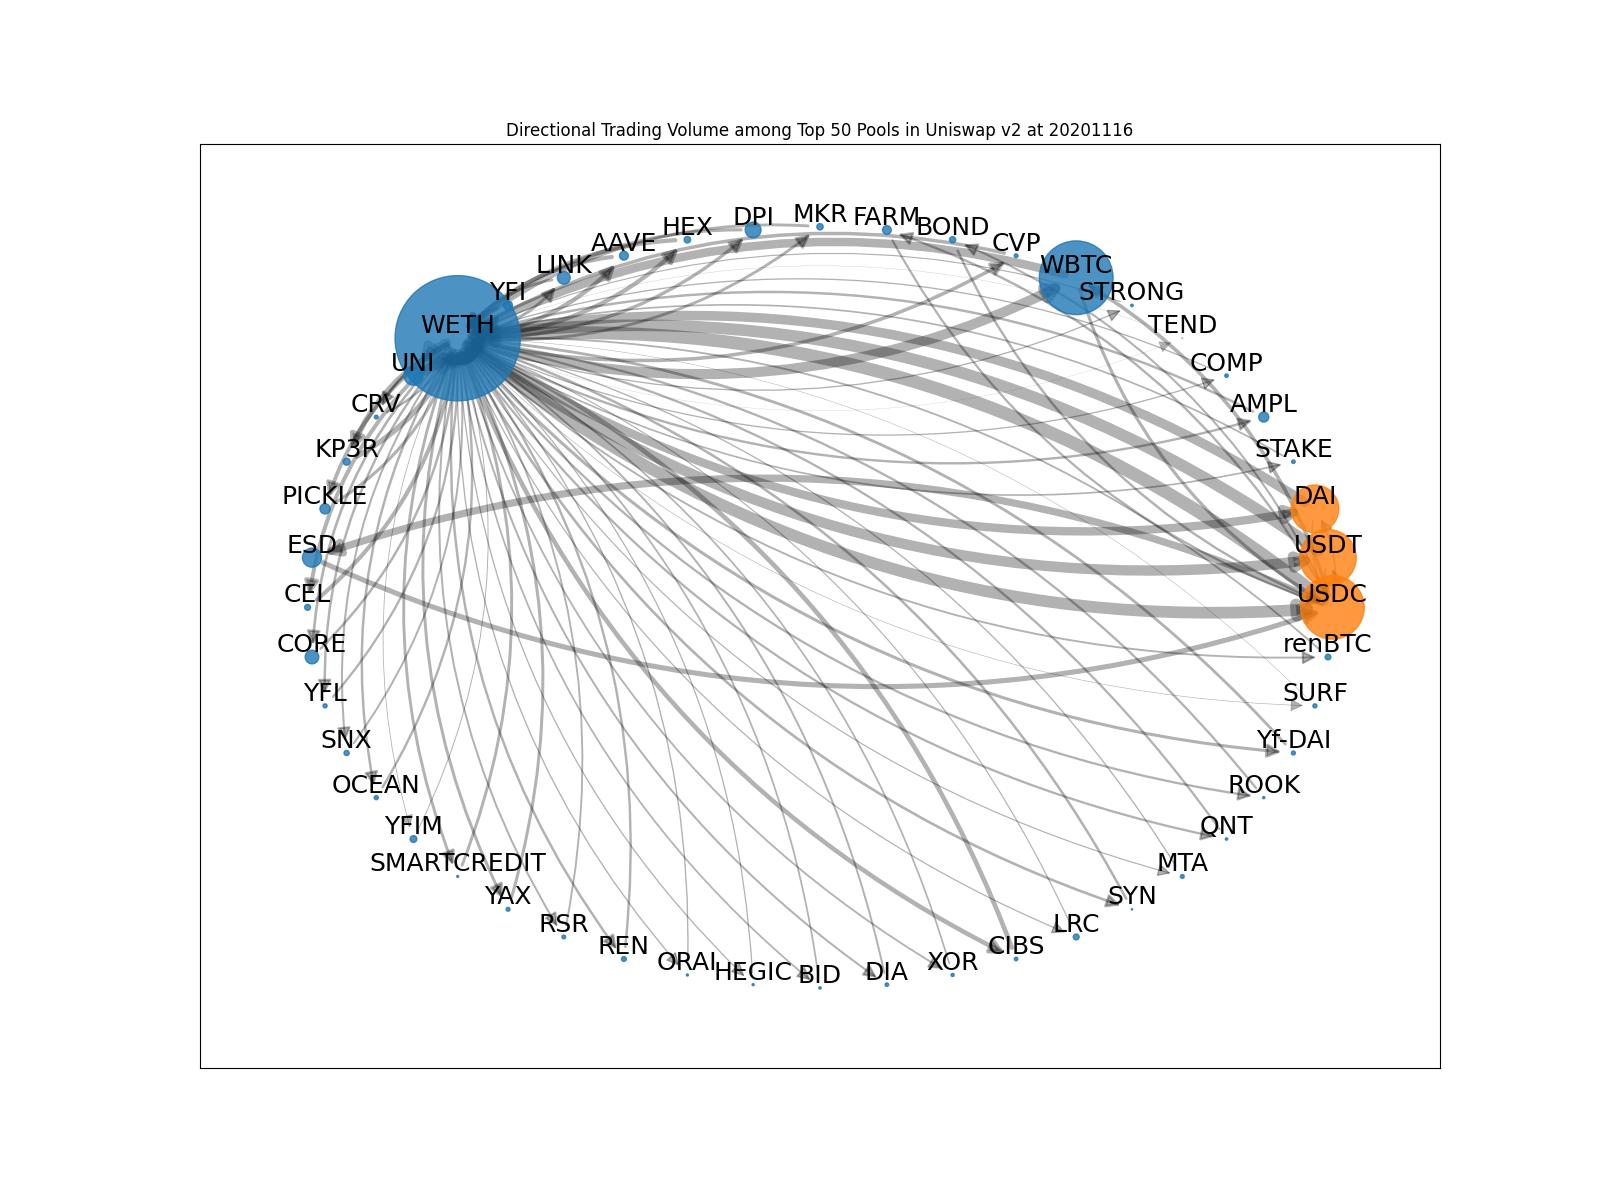 Directional Trading Volume among Top 50 Pools in Uniswap v2 at 20201116
MKR
DPI
FARM
HEX
BOND
AAVE
CVP
LINK
WBTC
YFI
STRONG
WETH
TEND
UNI
COMP
CRV
AMPL
KP3R
STAKE
PICKLE
DAI
ESD
USDT
CEL
USDC
CORE
renBTC
YFL
SURF
SNX
Yf-DAI
OCEAN
ROOK
YFIM
QNT
SMARTCREDIT
MTA
YAX
SYN
RSR
LRC
REN
CIBS
ORAI
XOR
HEGIC
DIA
BID